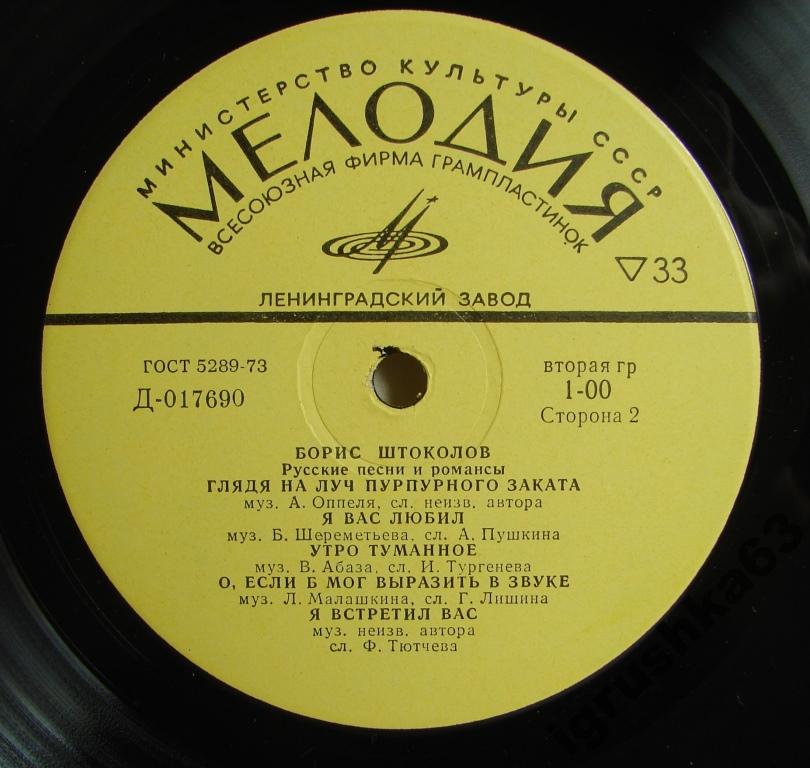 МИНИСТЕРСТВО КУЛЬТУРЫ СССР
МЕЛОДИЯ
ВСЕСОЮЗНАЯ ФИРМА ГРАМПЛАСТИНОК
33
ЛЕНИНГРАДСКИЙ ЗАВОД
ГОСТ 5289-73
Д-017690
вторая гр
1-00
Сторона 2
БОРИС ШТОКОЛОВ
Русские песни и романсы
ГЛЯДЯ НА ЛУЧ ПУРПУРНОГО ЗАКАТА
муз. А. Оппеля, сл. неизв. автора
Я ВАС ЛЮБИЛ
муз. Б. Шереметьева, сл. А. Пушкина
УТРО ТУМАННОЕ
муз. В. Абаза, сл. И. Тургенева
О, ЕСЛИ Б МОГ ВЫРАЗИТЬ В ЗВУКЕ
муз. Л. Малашкина, сл. Г. Лишина
Я ВСТРЕТИЛ ВАС
муз. неизв. автора
сл. Ф. Тютчева
igrushka63